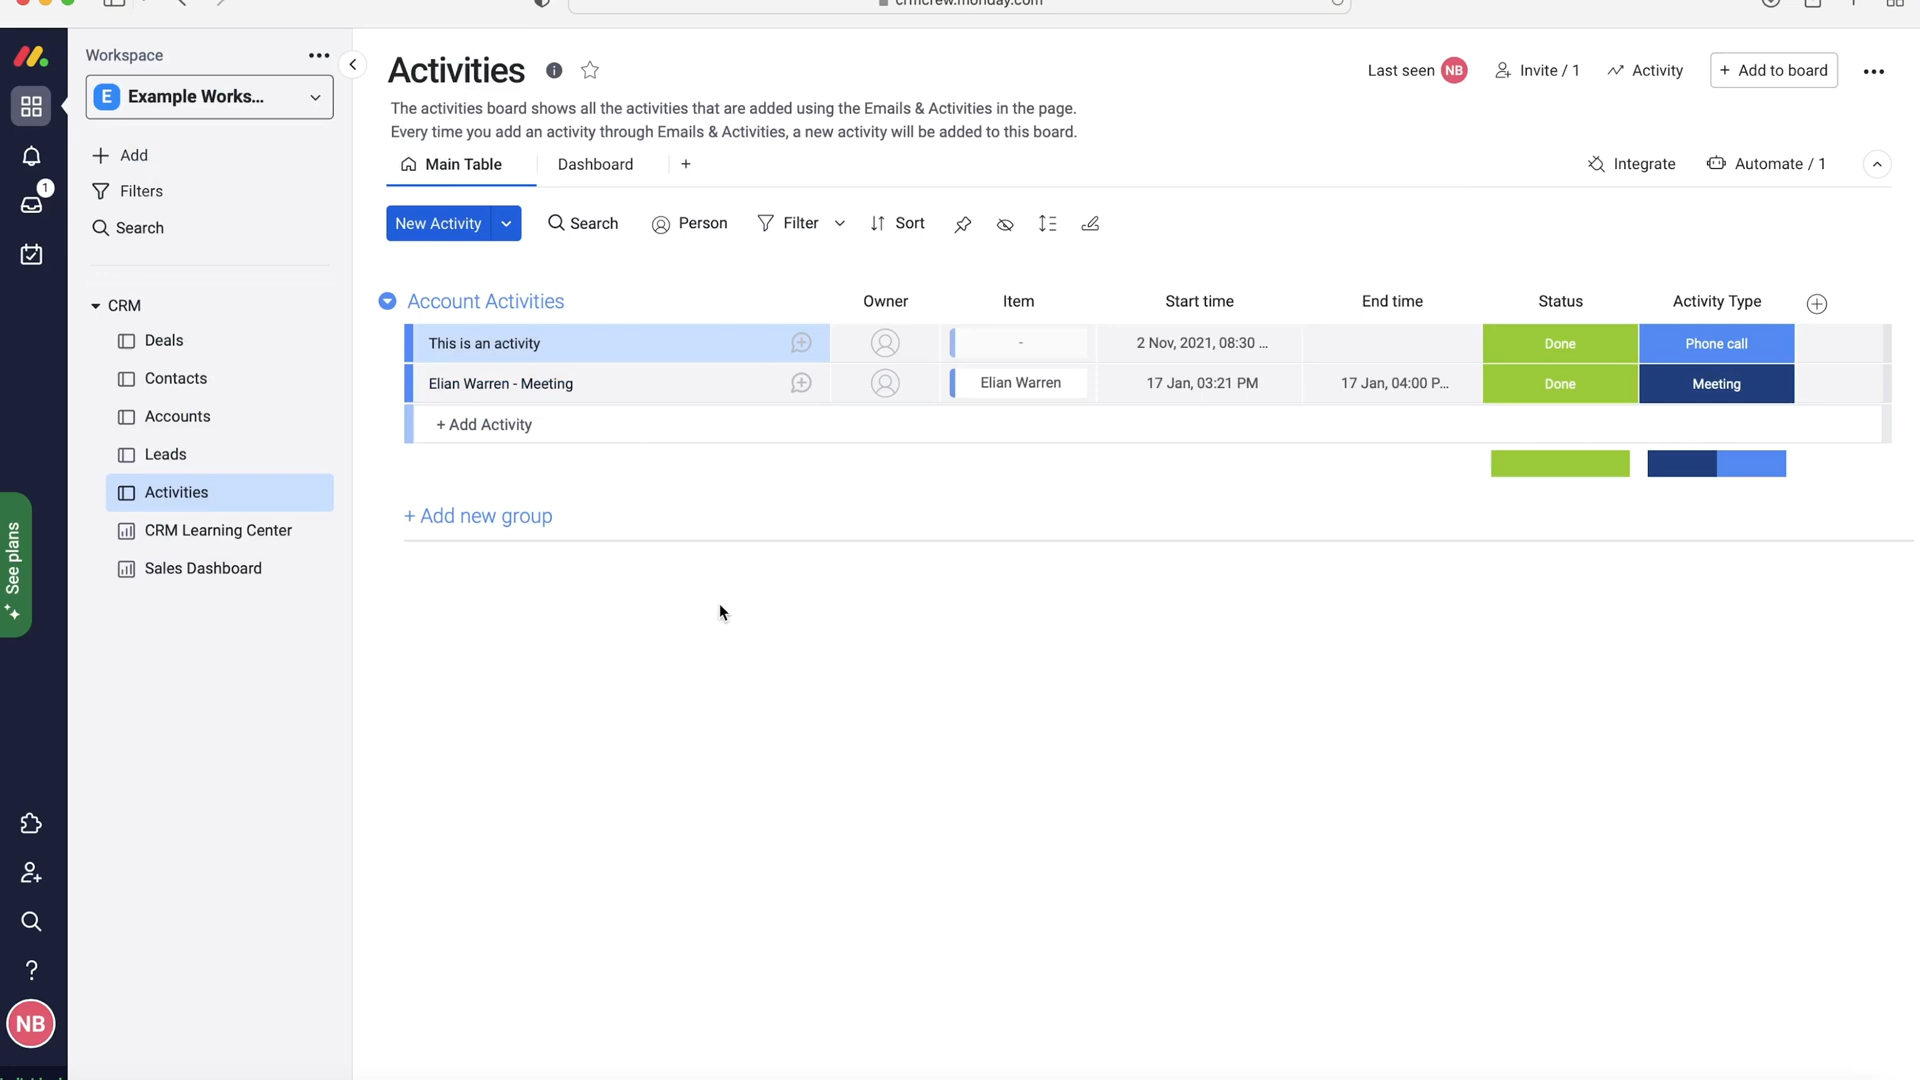 crmcrew.monday.com
Workspace
E Example Works...
Add
Filters
Search
CRM
Deals
Contacts
Accounts
Leads
Activities
CRM Learning Center
Sales Dashboard
1
See plans
?
NB
Activities
Last seen NB
Invite / 1
Activity
+ Add to board
The activities board shows all the activities that are added using the Emails & Activities in the page.
Every time you add an activity through Emails & Activities, a new activity will be added to this board.
Main Table
Dashboard
+
Integrate
Automate / 1
New Activity
Search
Person
Filter
Sort
Account Activities Owner Item Start time End time Status Activity Type
This is an activity - 2 Nov, 2021, 08:30 ... Done Phone call
Elian Warren - Meeting Elian Warren 17 Jan, 03:21 PM 17 Jan, 04:00 P... Done Meeting
+ Add Activity
+ Add new group